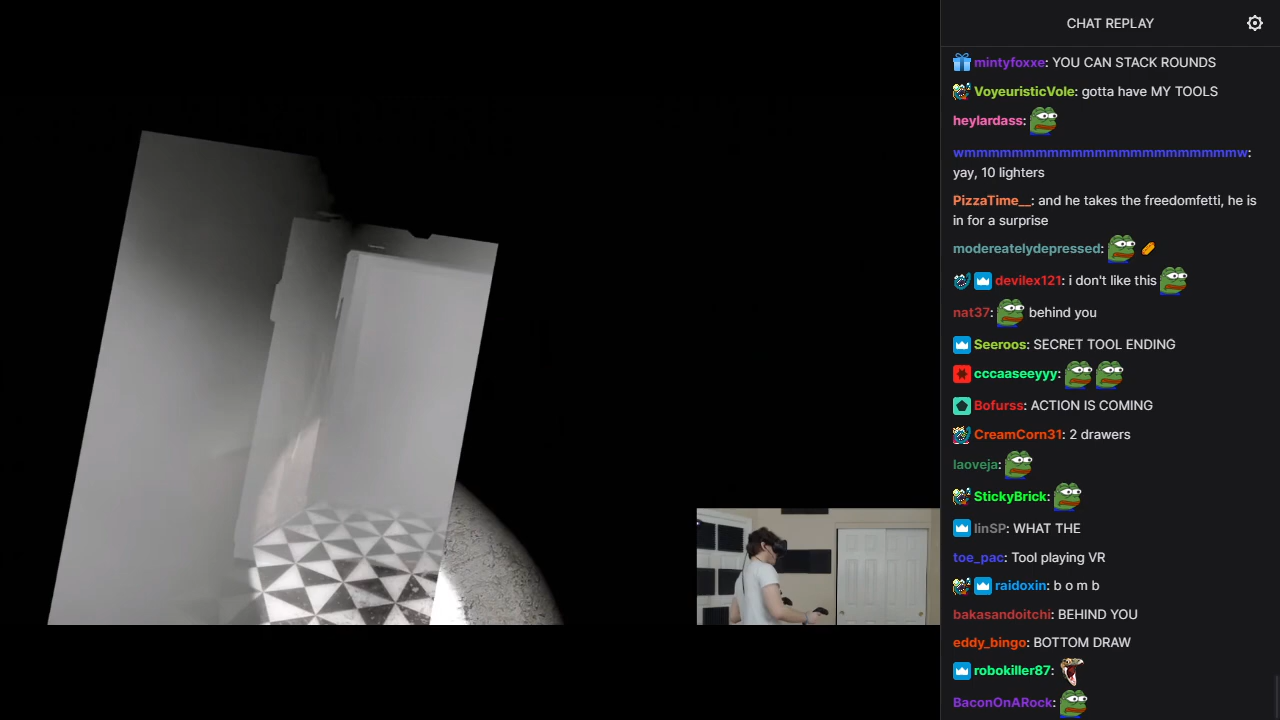 CHAT REPLAY
mintyfoxxe: YOU CAN STACK ROUNDS
VoyeuristicVole: gotta have MY TOOLS
heylardass:
wmmmmmmmmmmmmmmmmmmmmmmmw:
yay, 10 lighters
PizzaTime__: and he takes the freedomfetti, he is
in for a surprise
modereatelydepressed:
devilex121: i don't like this
nat37: behind you
Seeroos: SECRET TOOL ENDING
cccaaseeyyy:
Bofurss: ACTION IS COMING
CreamCorn31: 2 drawers
laoveja:
StickyBrick:
linSP: WHAT THE
toe_pac: Tool playing VR
raidoxin: b o m b
bakasandoitchi: BEHIND YOU
eddy_bingo: BOTTOM DRAW
robokiller87:
BaconOnARock: